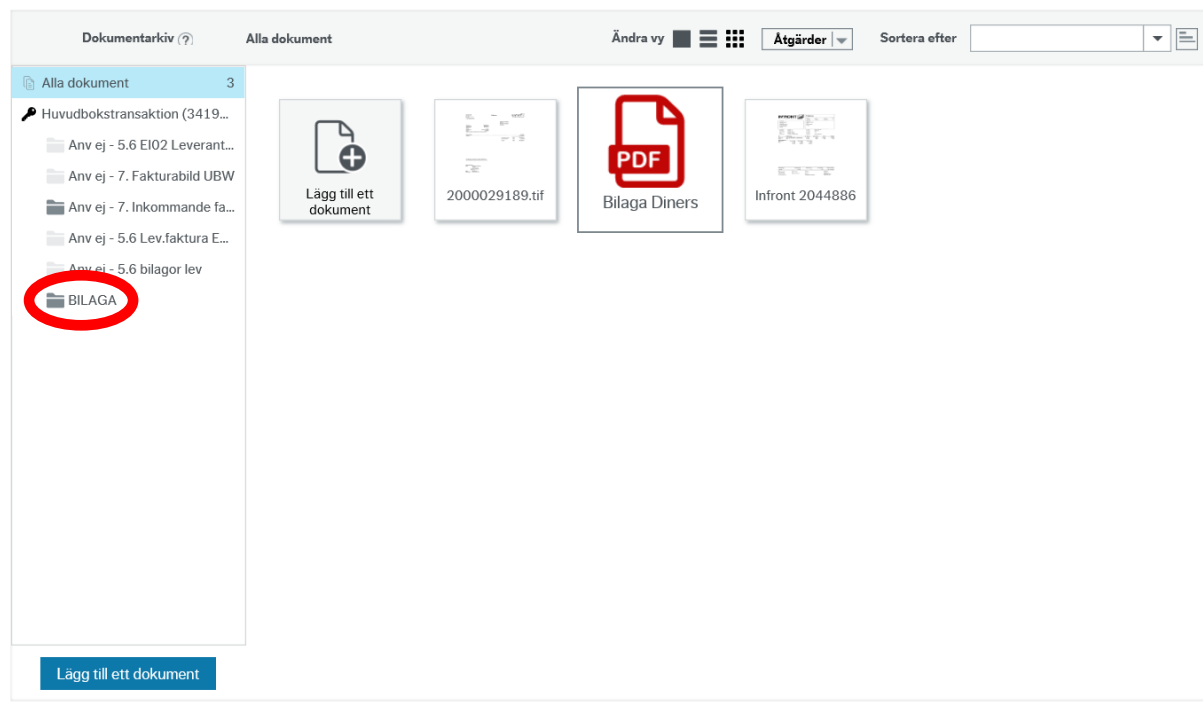 Dokumentarkiv (?)
Alla dokument
Ändra vy
Åtgärder
Sortera efter
Alla dokument 3
Huvudbokstransaktion (3419...
Anv ej - 5.6 EI02 Leverant...
Anv ej - 7. Fakturabild UBW
Anv ej - 7. Inkommande fa...
Anv ej - 5.6 Lev.faktura E...
Anv ej - 5.6 bilagor lev
BILAGA
Lägg till ett
dokument
2000029189.tif
PDF
Bilaga Diners
Infront 2044886
Lägg till ett dokument